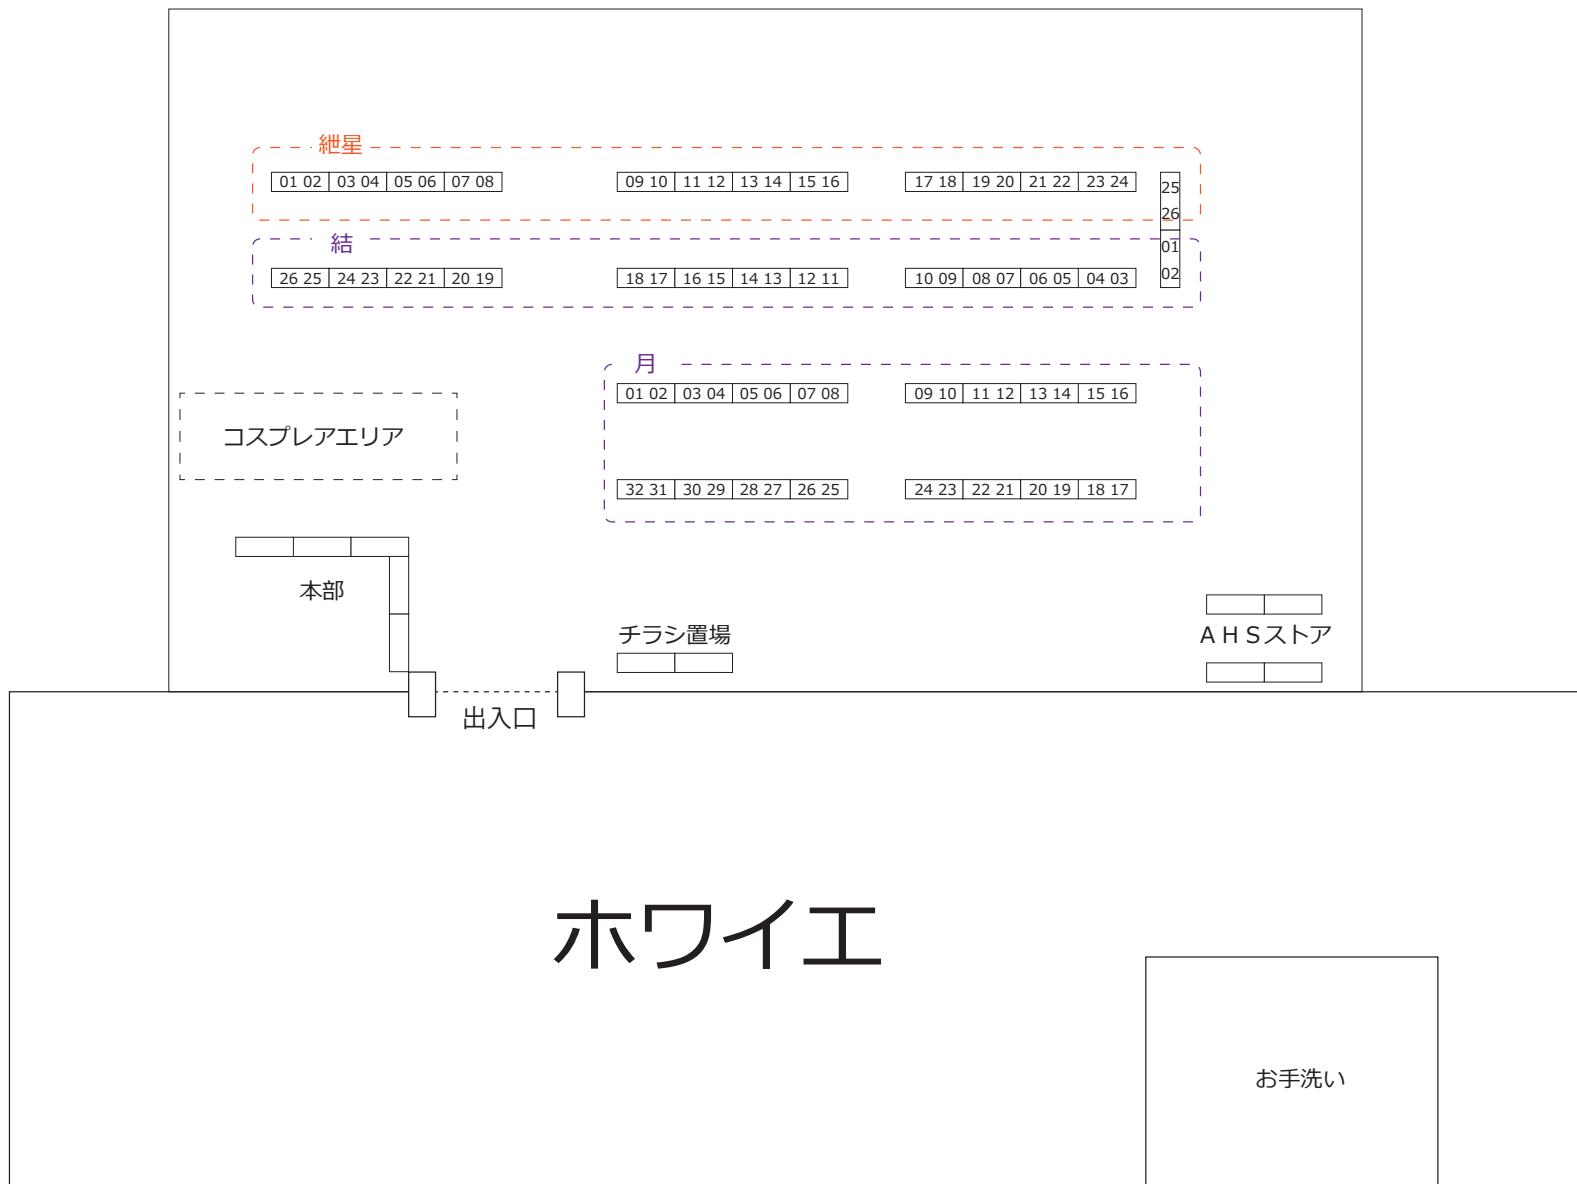 紲星
01 02 03 04 05 06 07 08 09 10 11 12 13 14 15 16 17 18 19 20 21 22 23 24
25
26
結
01
02
26 25 24 23 22 21 20 19 18 17 16 15 14 13 12 11 10 09 08 07 06 05 04 03
月
01 02 03 04 05 06 07 08 09 10 11 12 13 14 15 16
コスプレアエリア
32 31 30 29 28 27 26 25 24 23 22 21 20 19 18 17
本部
チラシ置場
ＡＨＳストア
出入口
ホワイエ
お手洗い